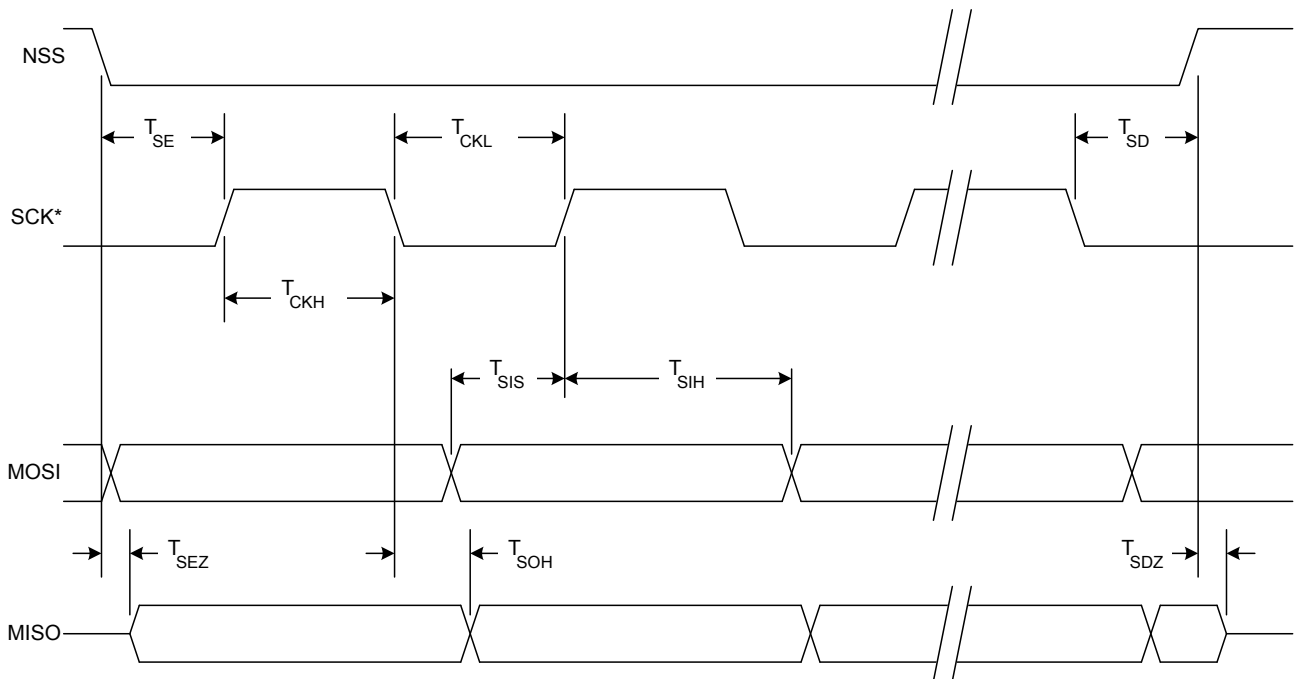 NSS
T_SE
T_CKL
T_SD
SCK*
T_CKH
T_SIS
T_SIH
MOSI
T_SEZ
T_SOH
T_SDZ
MISO